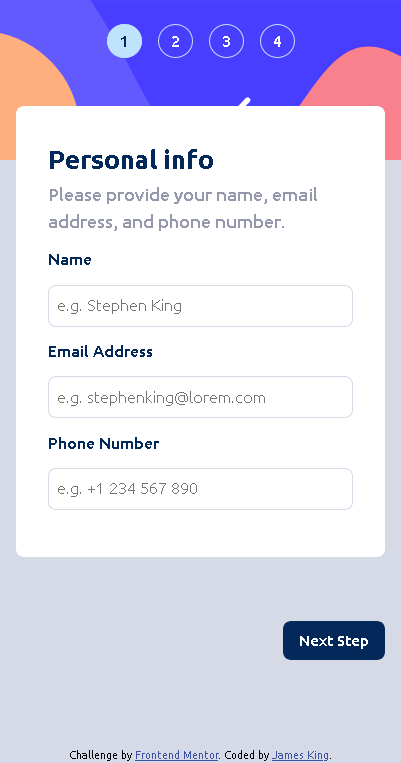 1 2 3 4
Personal info
Please provide your name, email
address, and phone number.
Name
e.g. Stephen King
Email Address
e.g. stephenking@lorem.com
Phone Number
e.g. +1 234 567 890
Next Step
Challenge by Frontend Mentor. Coded by James King.